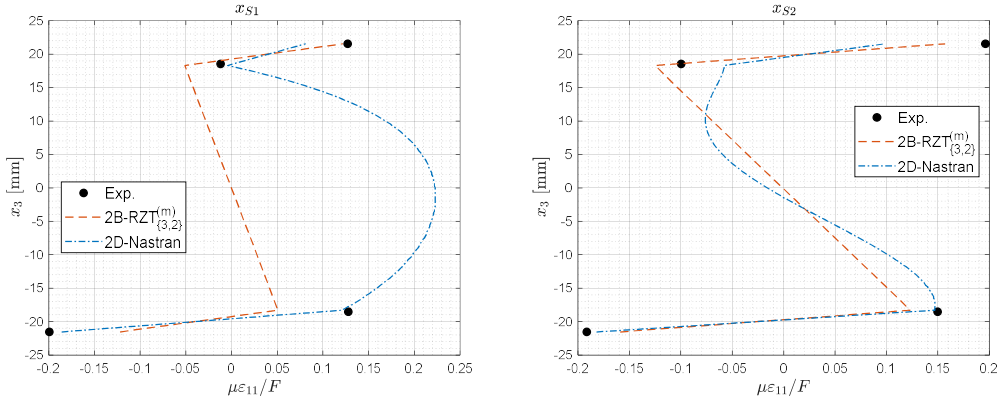 x_{S1}
x_3 [mm]
25
20
15
10
5
0
-5
-10
-15
-20
-25
Exp.
2B-RZT^{(m)}_{{3,2}}
2D-Nastran
-0.2 -0.15 -0.1 -0.05 0 0.05 0.1 0.15 0.2 0.25
με_{11}/F
x_{S2}
x_3 [mm]
25
20
15
10
5
0
-5
-10
-15
-20
-25
Exp.
2B-RZT^{(m)}_{{3,2}}
2D-Nastran
-0.2 -0.15 -0.1 -0.05 0 0.05 0.1 0.15 0.2
με_{11}/F